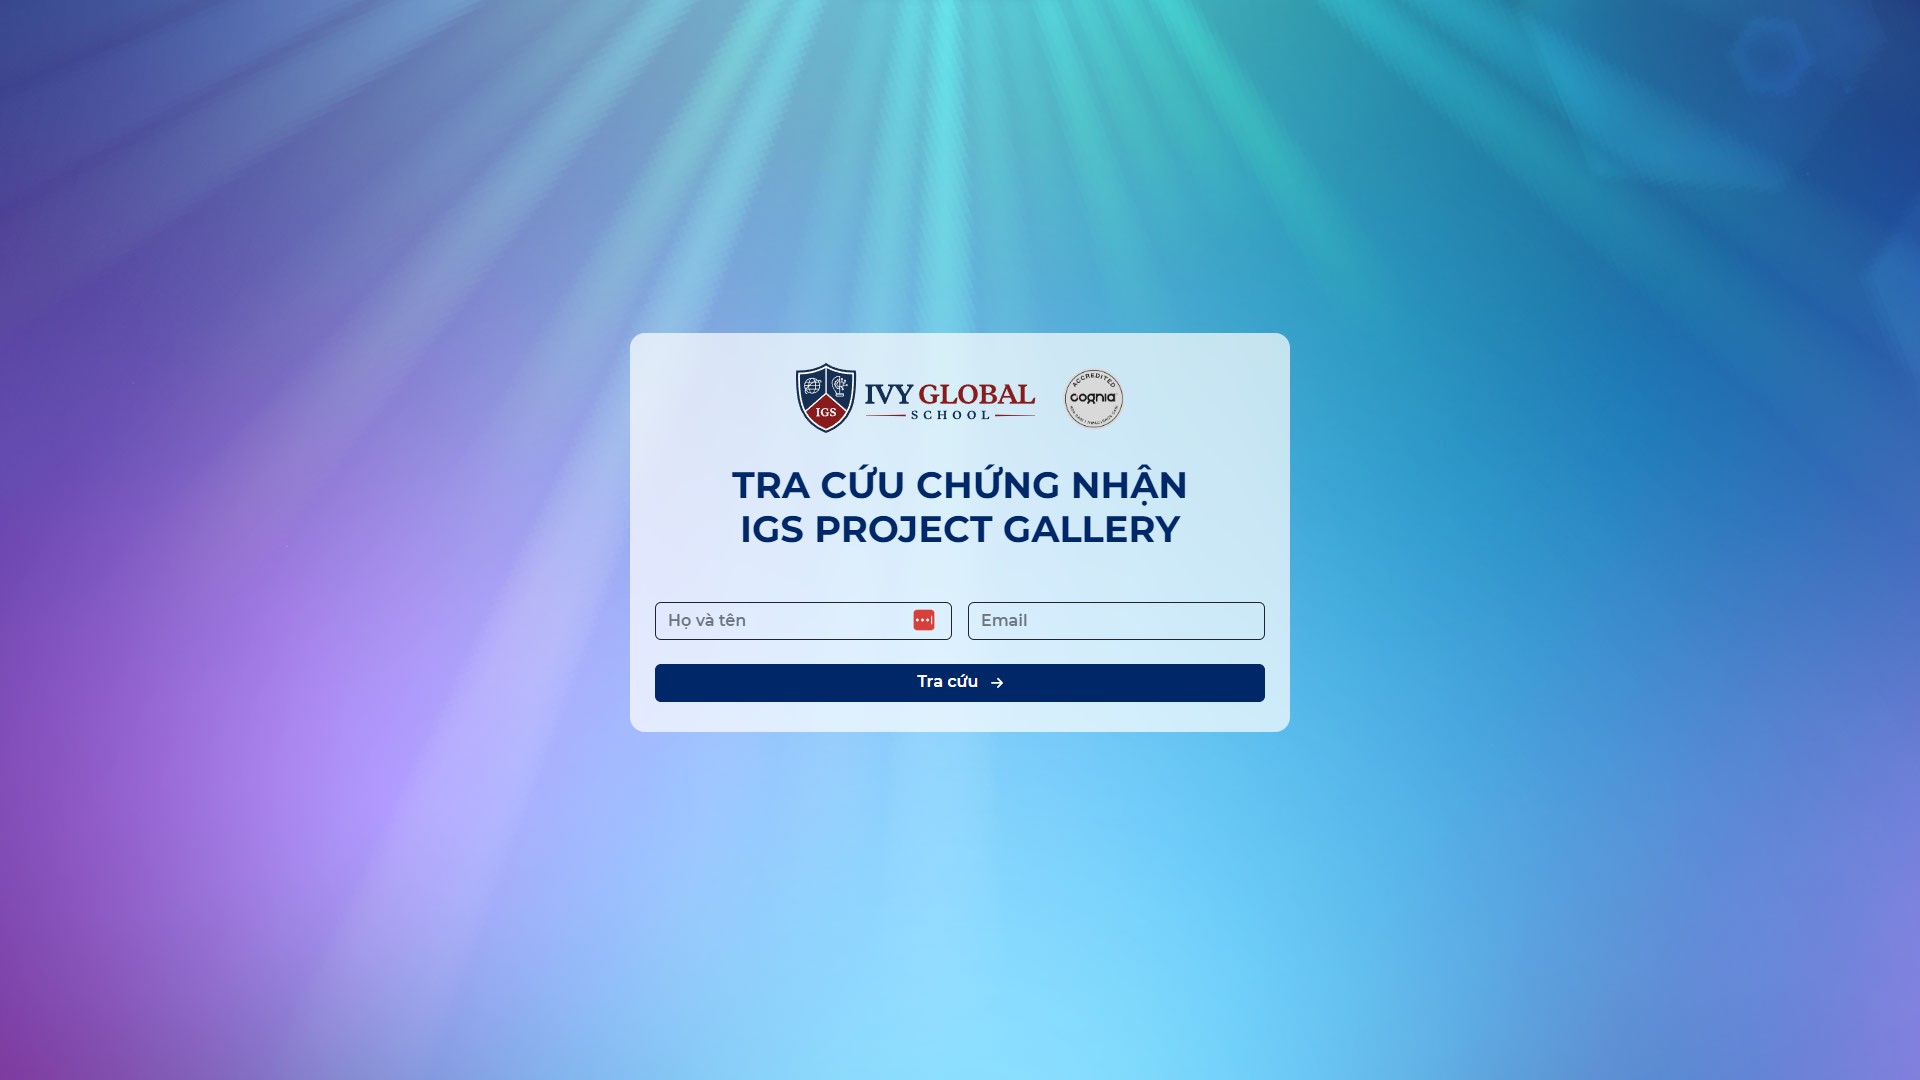 IGS
IVY GLOBAL
SCHOOL
ACCREDITED
cognia
TRA CỨU CHỨNG NHẬN
IGS PROJECT GALLERY
Họ và tên
Email
Tra cứu →